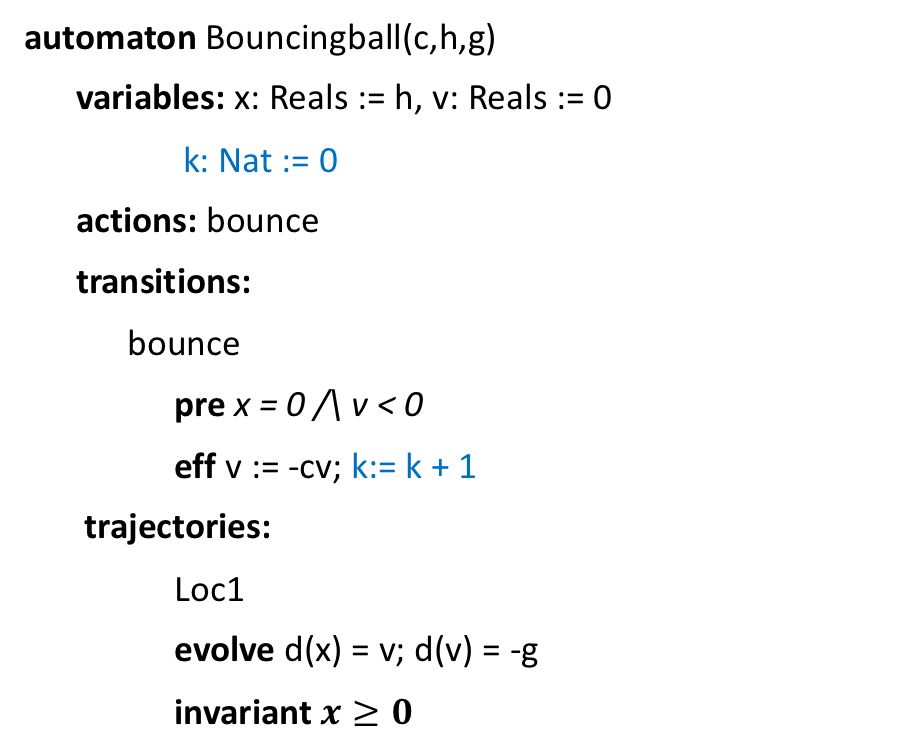 automaton Bouncingball(c,h,g)
variables: x: Reals := h, v: Reals := 0
k: Nat := 0
actions: bounce
transitions:
bounce
pre x = 0 /\ v < 0
eff v := -cv; k:= k + 1
trajectories:
Loc1
evolve d(x) = v; d(v) = -g
invariant x ≥ 0